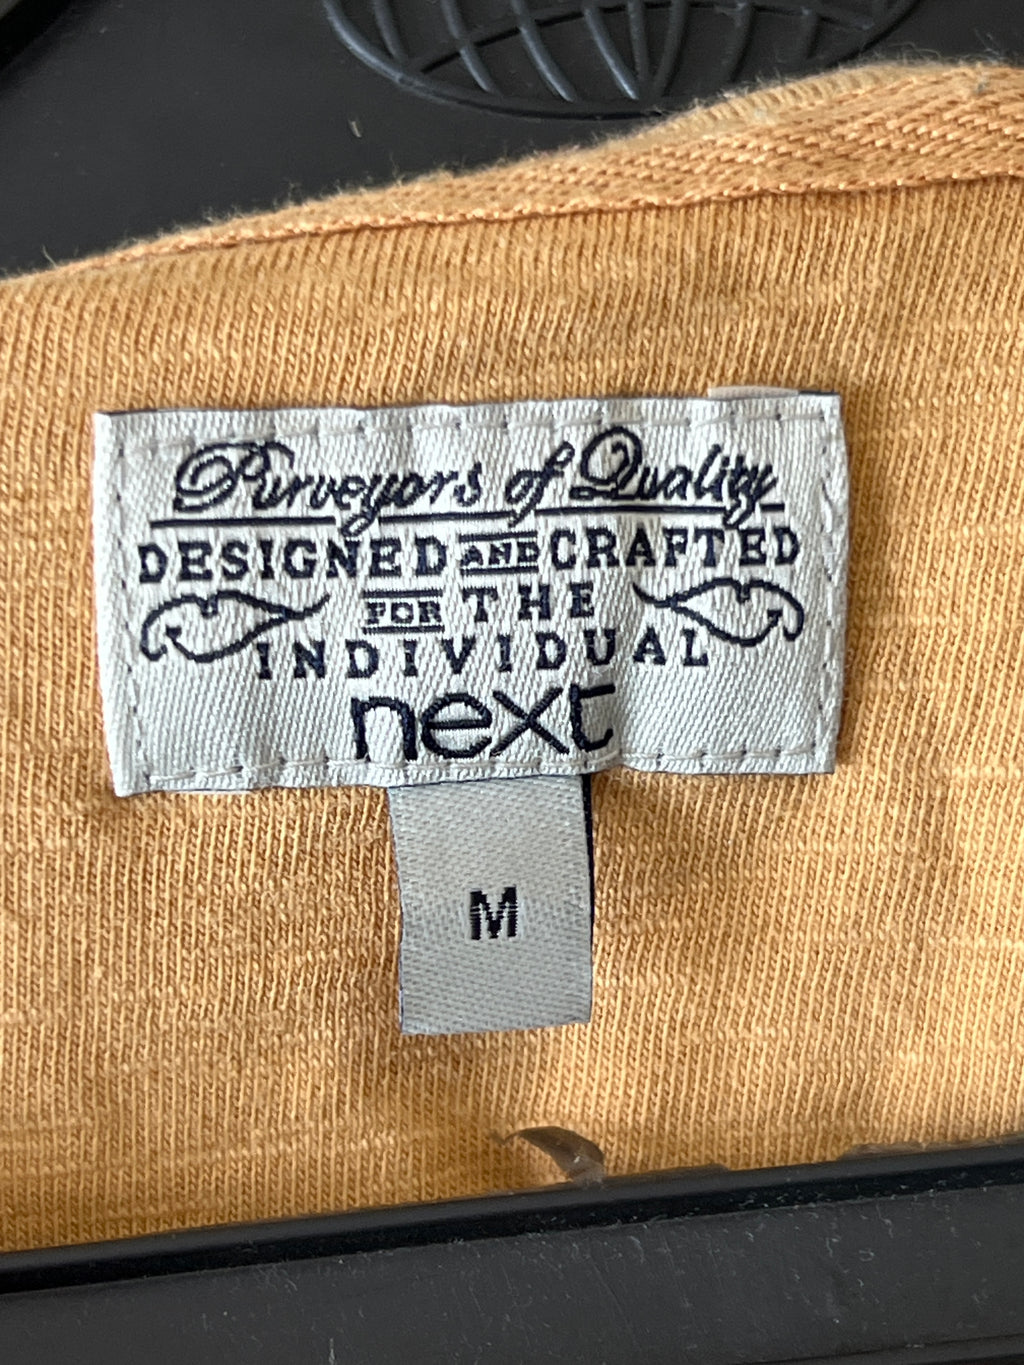 Purveyors of Quality
DESIGNED AND CRAFTED
FOR THE
INDIVIDUAL
next
M